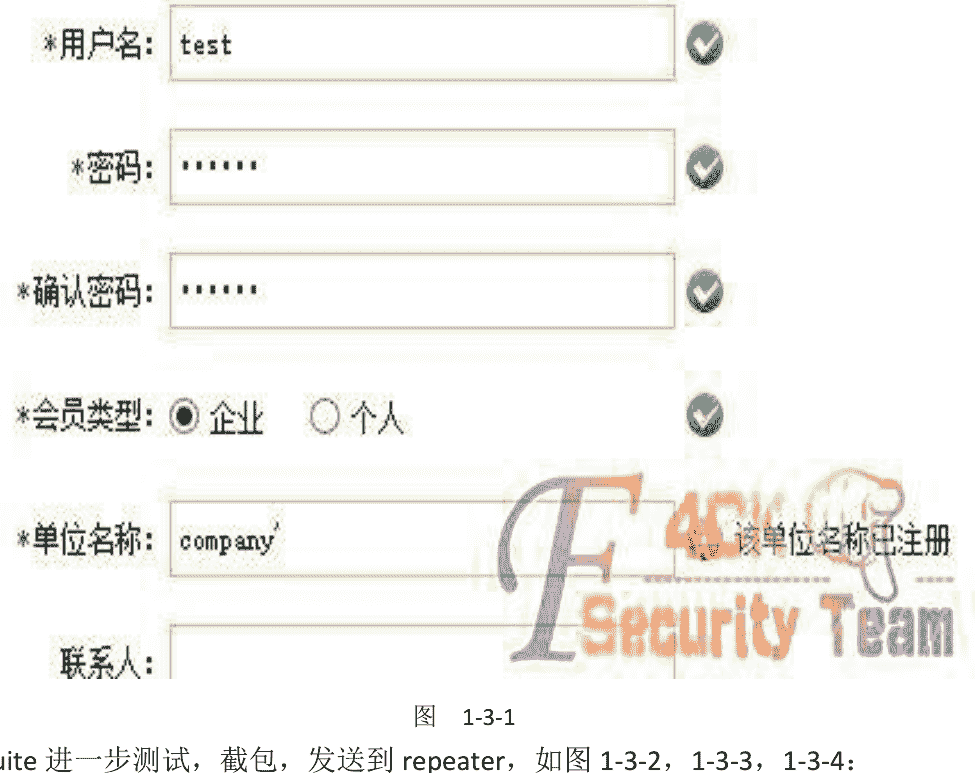 *用户名: test
*密码: ▪▪▪▪▪▪
*确认密码: ▪▪▪▪▪▪
*会员类型: 企业 个人
*单位名称: company' 该单位名称已注册
F4ck
Security Team
联系人:
图 1-3-1
uite 进一步测试，截包，发送到 repeater，如图 1-3-2，1-3-3，1-3-4：